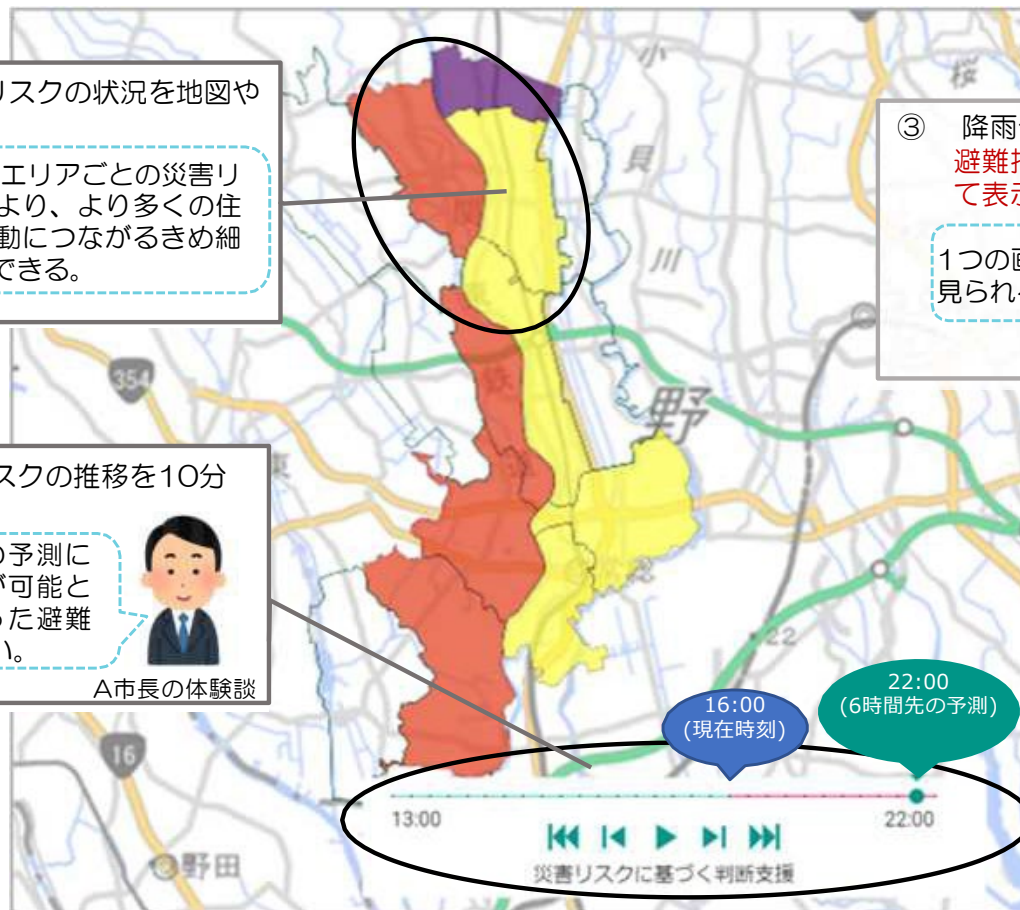 リスクの状況を地図や
エリアごとの災害リ
より、より多くの住
動につながるきめ細
できる。
③ 降雨
避難
て表示
1つの画
見られ
小
貝
川
桜
354
鉄
野
東
スクの推移を10分
の予測に
が可能と
った避難
い。
A市長の体験談
22
16
野田
16:00
(現在時刻)
22:00
(6時間先の予測)
13:00
22:00
災害リスクに基づく判断支援